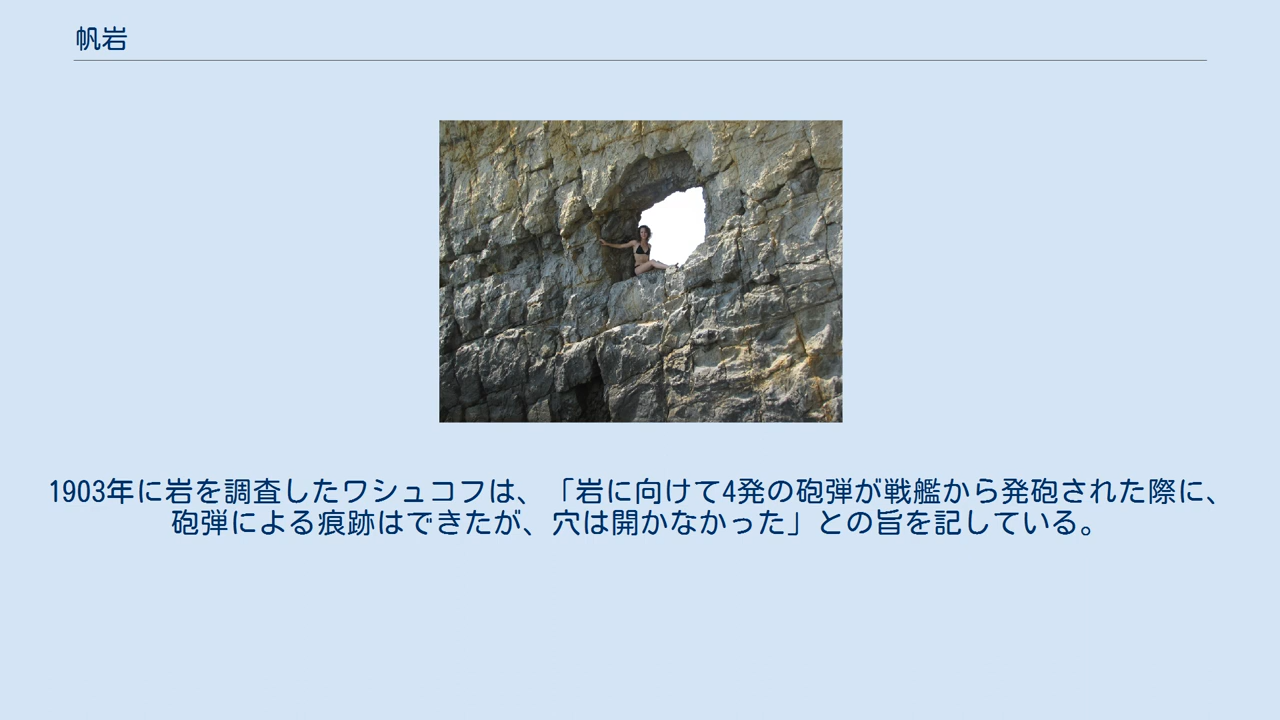 帆岩
1903年に岩を調査したワシュコフは、「岩に向けて4発の砲弾が戦艦から発砲された際に、
砲弾による痕跡はできたが、穴は開かなかった」との旨を記している。